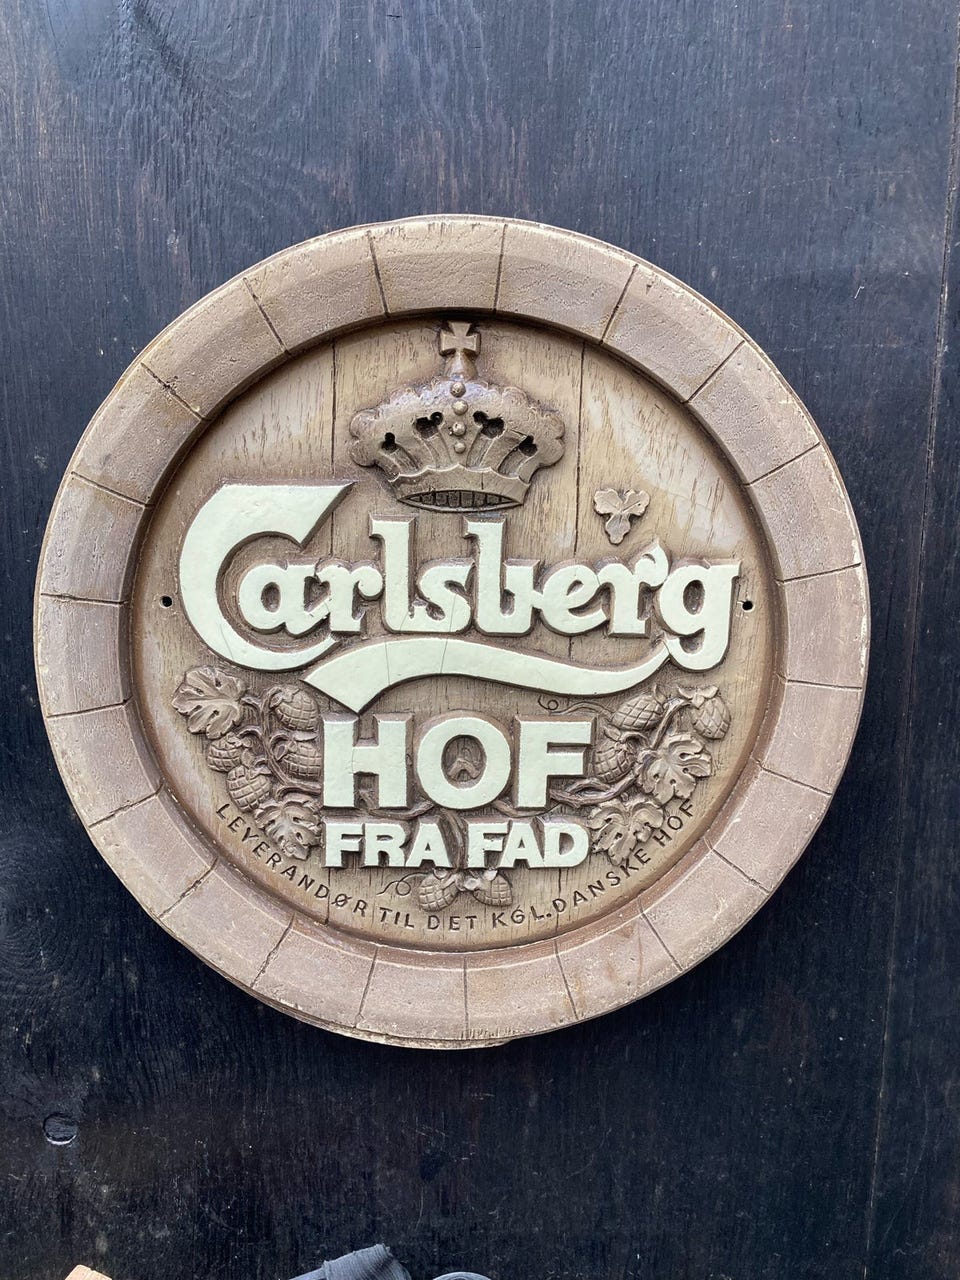 Carlsberg
HOF
FRA FAD
LEVERANDØR TIL DET KGL. DANSKE HOF